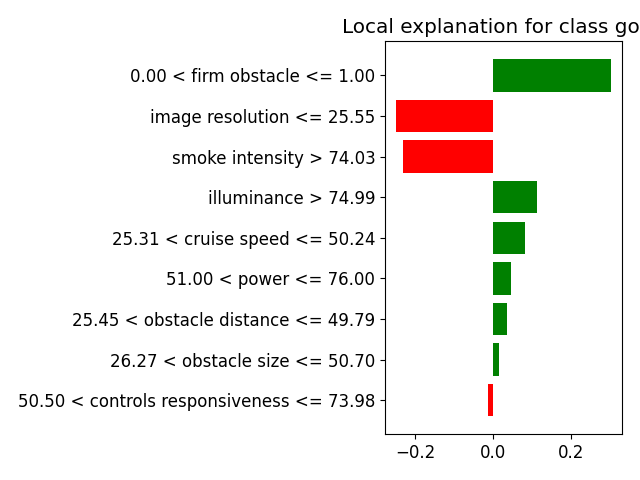 Local explanation for class go
0.00 < firm obstacle <= 1.00
image resolution <= 25.55
smoke intensity > 74.03
illuminance > 74.99
25.31 < cruise speed <= 50.24
51.00 < power <= 76.00
25.45 < obstacle distance <= 49.79
26.27 < obstacle size <= 50.70
50.50 < controls responsiveness <= 73.98
−0.2 0.0 0.2